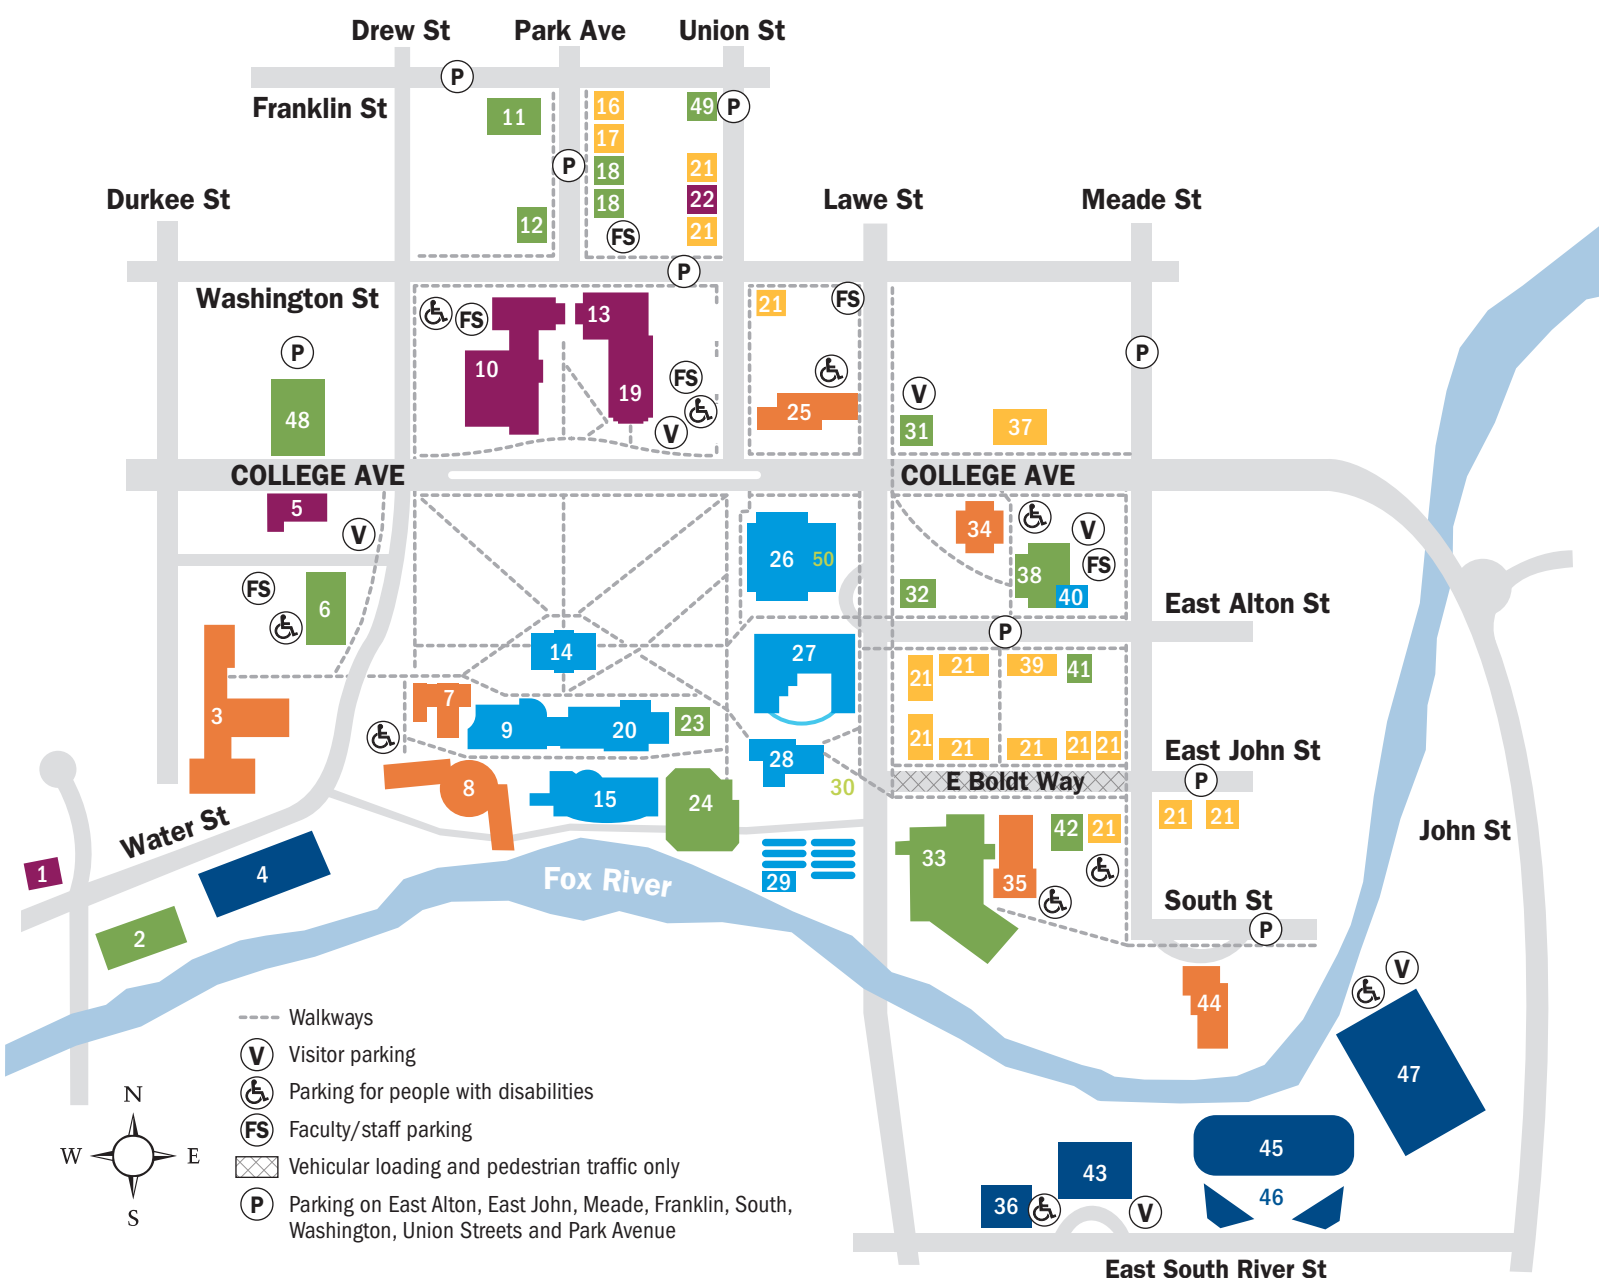 Drew St
Park Ave
Union St
P
Franklin St
11
16
49
P
17
P
18
21
Durkee St
18
22
Lawe St
Meade St
12
FS
21
P
Washington St
FS
10
13
21
FS
P
P
48
19
FS
V
25
V
31
37
COLLEGE AVE
COLLEGE AVE
5
V
34
V
26
50
38
FS
FS
6
32
40
East Alton St
P
14
27
21
21
39
41
3
7
9
20
23
21
21
21
21
21
East John St
28
E Boldt Way
P
8
15
24
30
21
21
Water St
33
42
21
John St
1
4
Fox River
29
35
South St
P
2
V
44
Walkways
V
Visitor parking
47
Parking for people with disabilities
FS
Faculty/staff parking
Vehicular loading and pedestrian traffic only
P
Parking on East Alton, East John, Meade, Franklin, South,
Washington, Union Streets and Park Avenue
N
W
E
S
45
43
46
36
V
East South River St